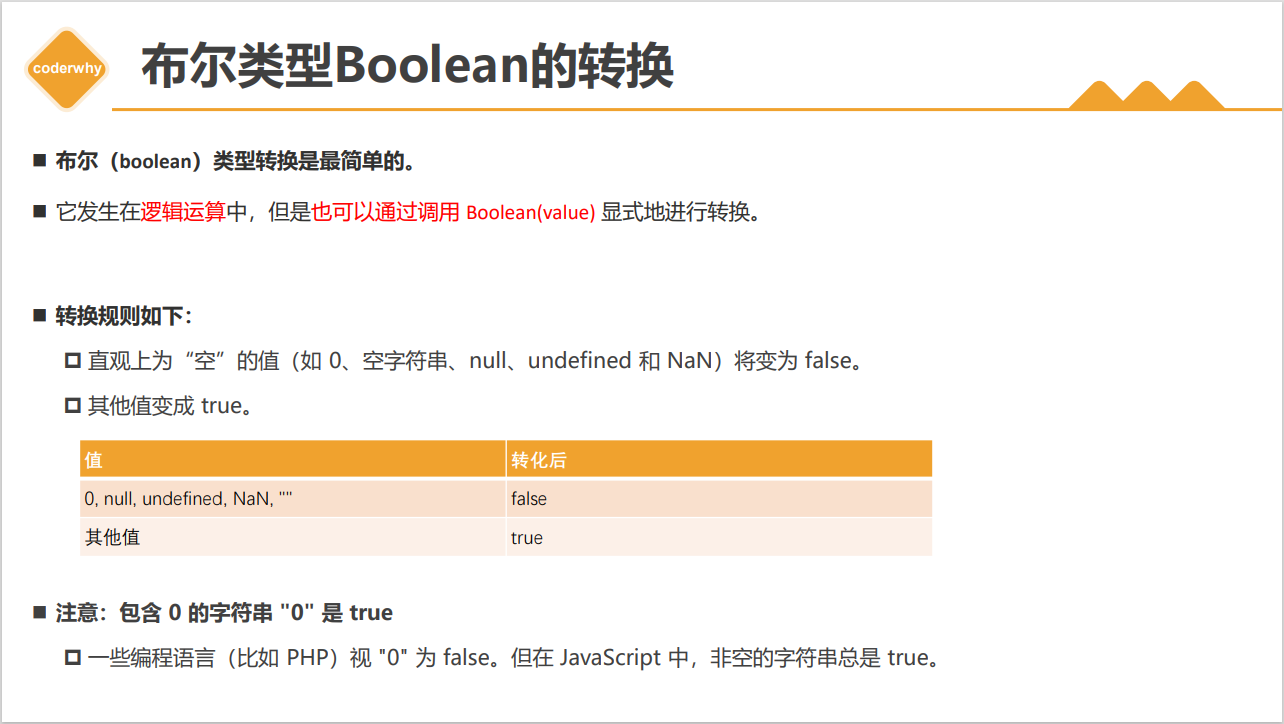 coderwhy
布尔类型Boolean的转换
布尔（boolean）类型转换是最简单的。
它发生在逻辑运算中，但是也可以通过调用 Boolean(value) 显式地进行转换。
转换规则如下：
直观上为“空”的值（如 0、空字符串、null、undefined 和 NaN）将变为 false。
其他值变成 true。
值 转化后
0, null, undefined, NaN, "" false
其他值 true
注意：包含 0 的字符串 "0" 是 true
一些编程语言（比如 PHP）视 "0" 为 false。但在 JavaScript 中，非空的字符串总是 true。